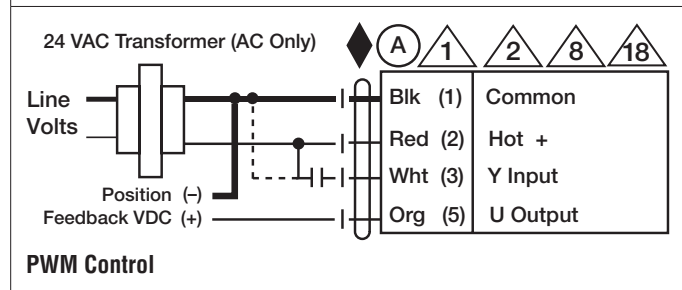 24 VAC Transformer (AC Only)
A 1 2 8 18
Line
Volts
Blk (1) Common
Red (2) Hot +
Wht (3) Y Input
Org (5) U Output
Position (–)
Feedback VDC (+)
PWM Control